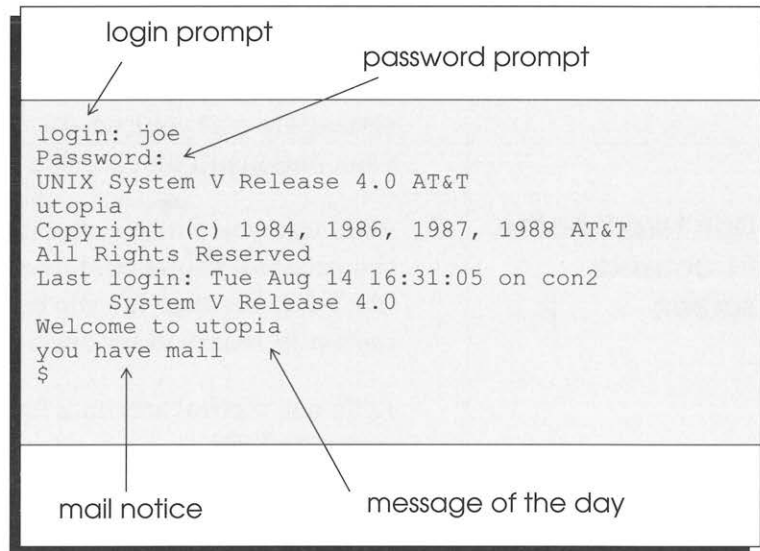 login prompt
password prompt
login: joe
Password:
UNIX System V Release 4.0 AT&T
utopia
Copyright (c) 1984, 1986, 1987, 1988 AT&T
All Rights Reserved
Last login: Tue Aug 14 16:31:05 on con2
System V Release 4:0
Welcome to utopia
you have mail
$
mail notice
message of the day